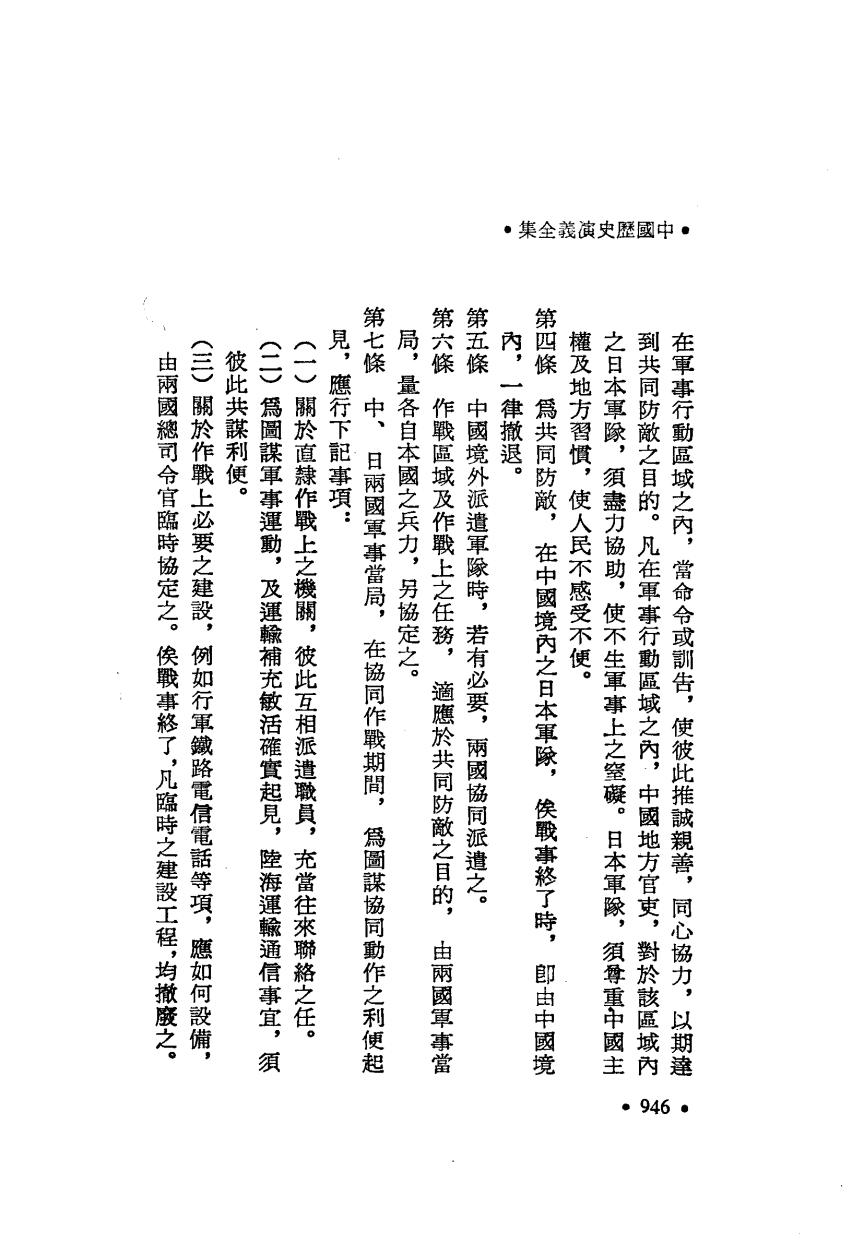 •中國歷史演義全集•
在軍事行動區域之內，當命令或訓告，使彼此推誠親善，同心協力，以期達
到共同防敵之目的。凡在軍事行動區域之內，中國地方官吏，對於該區域內
之日本軍隊，須盡力協助，使不生軍事上之窒礙。日本軍隊，須尊重中國主
權及地方習慣，使人民不感受不便。
第四條　爲共同防敵，在中國境內之日本軍隊，俟戰事終了時，卽由中國境
內，一律撤退。
第五條　中國境外派遣軍隊時，若有必要，兩國協同派遣之。
第六條　作戰區域及作戰上之任務，適應於共同防敵之目的，由兩國軍事當
局，量各自本國之兵力，另協定之。
第七條　中、日兩國軍事當局，在協同作戰期間，爲圖謀協同動作之利便起
見，應行下記事項：
（一）關於直隷作戰上之機關，彼此互相派遣職員，充當往來聯絡之任。
（二）爲圖謀軍事運動，及運輸補充敏活確實起見，陸海運輸通信事宜，須
彼此共謀利便。
（三）關於作戰上必要之建設，例如行軍鐵路電信電話等項，應如何設備，
由兩國總司令官臨時協定之。俟戰事終了，凡臨時之建設工程，均撤廢之。
•946•